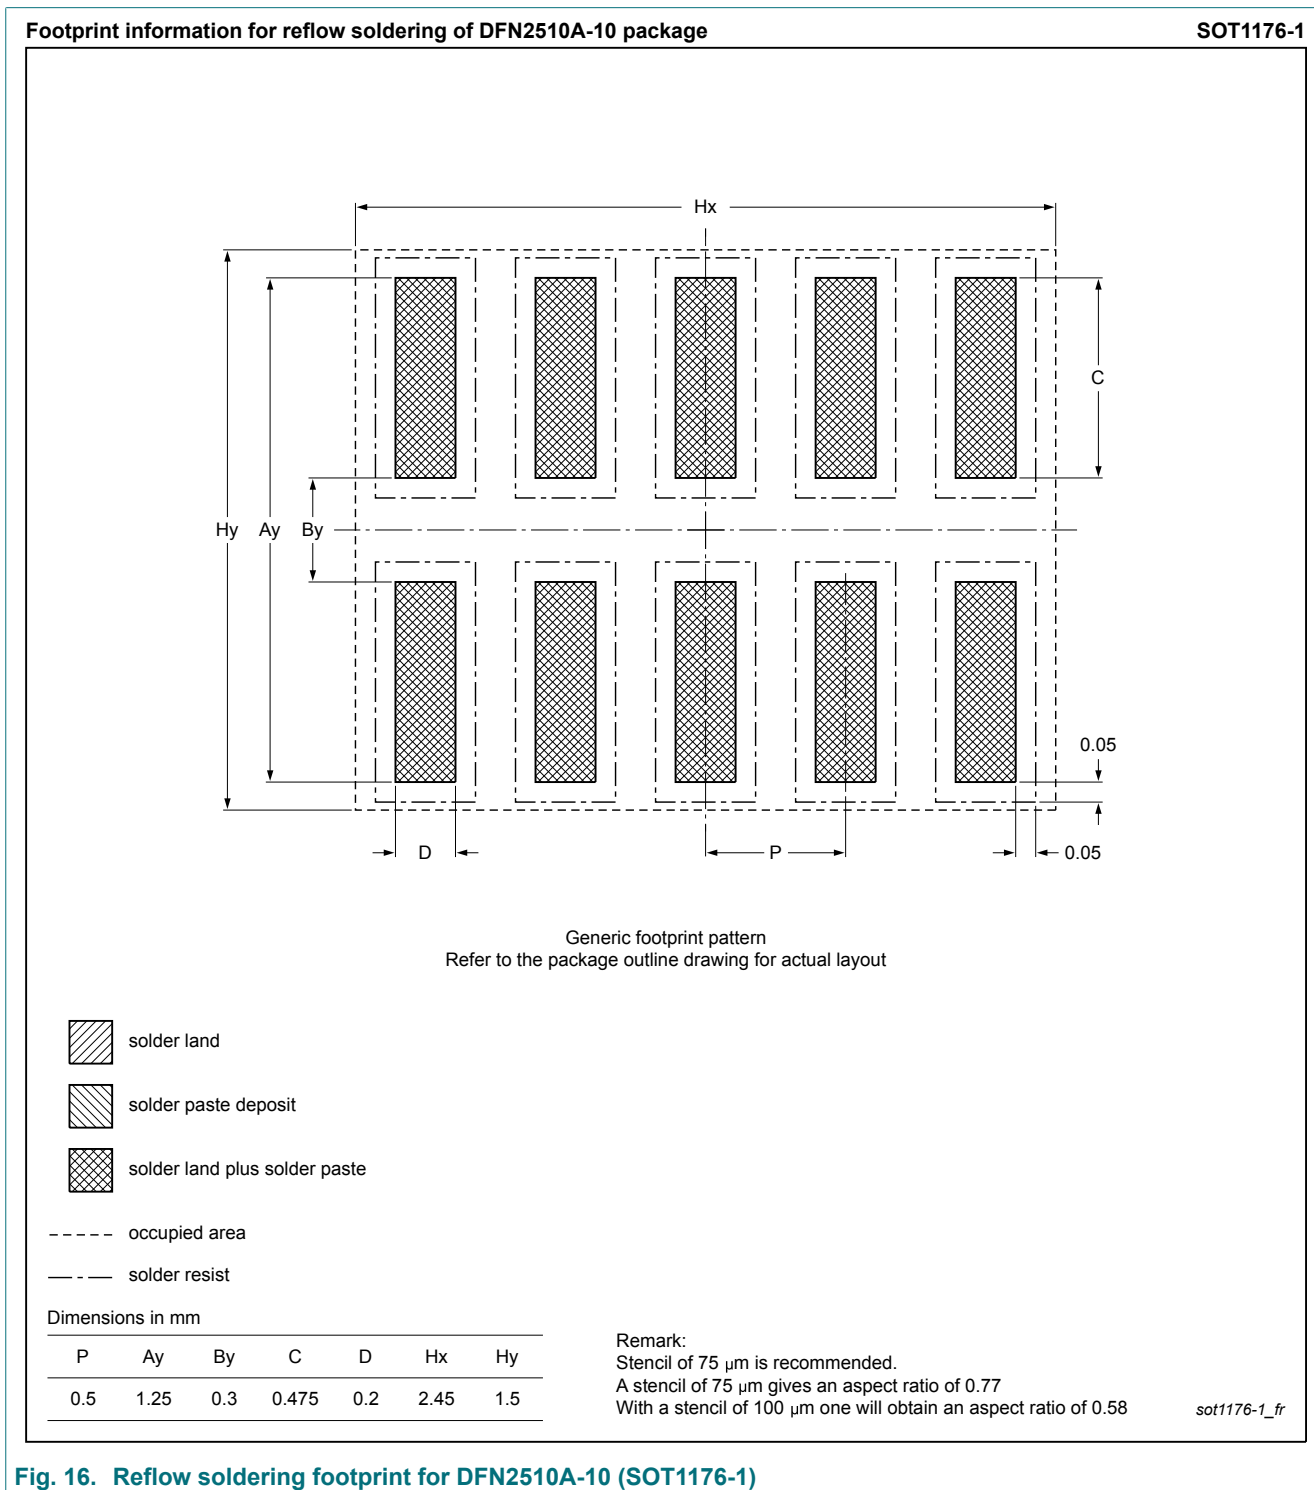 Footprint information for reflow soldering of DFN2510A-10 package SOT1176-1
Hx
C
Hy Ay By
0.05
D P 0.05
Generic footprint pattern
Refer to the package outline drawing for actual layout
solder land
solder paste deposit
solder land plus solder paste
occupied area
solder resist
Dimensions in mm
P Ay By C D Hx Hy
0.5 1.25 0.3 0.475 0.2 2.45 1.5
Remark:
Stencil of 75 μm is recommended.
A stencil of 75 μm gives an aspect ratio of 0.77
With a stencil of 100 μm one will obtain an aspect ratio of 0.58
sot1176-1_fr
Fig. 16. Reflow soldering footprint for DFN2510A-10 (SOT1176-1)